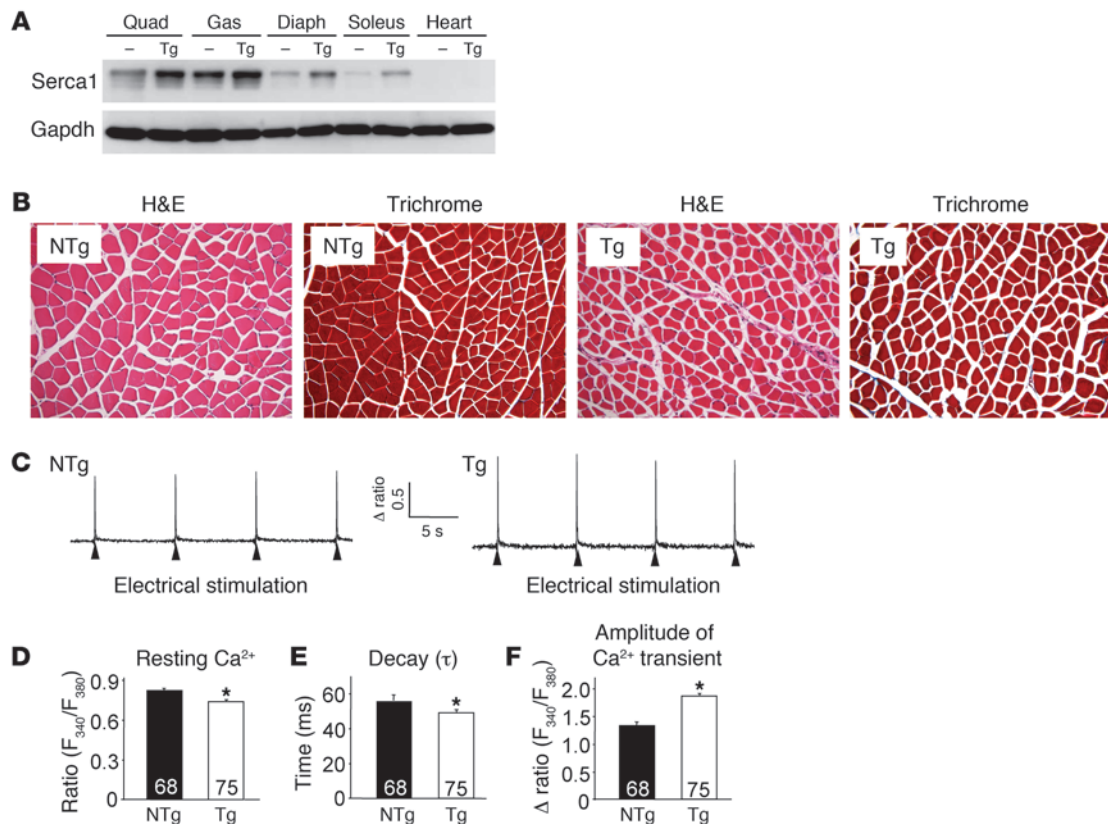 A
Quad Gas Diaph Soleus Heart
– Tg – Tg – Tg – Tg – Tg
Serca1
Gapdh
B
H&E Trichrome H&E Trichrome
NTg NTg Tg Tg
C
NTg
Δ ratio
0.5
5 s
Tg
Electrical stimulation
Electrical stimulation
D
Resting Ca²⁺
Ratio (F₃₄₀/F₃₈₀)
0.9
0.6
0.3
0
*
68 75
NTg Tg
E
Decay (τ)
Time (ms)
60
40
20
0
*
68 75
NTg Tg
F
Amplitude of
Ca²⁺ transient
Δ ratio (F₃₄₀/F₃₈₀)
2.0
1.5
1.0
0.5
0
*
68 75
NTg Tg